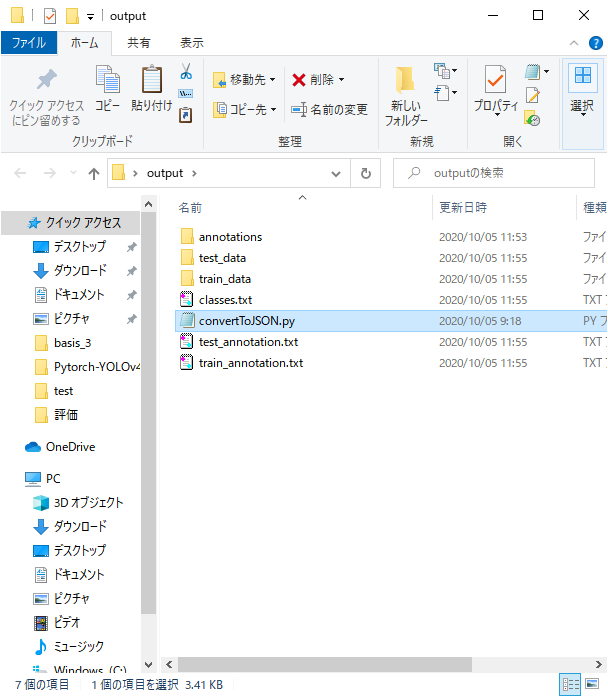 output
ファイル ホーム 共有 表示
クイック アクセス
にピン留めする
コピー
貼り付け
移動先
コピー先
削除
名前の変更
新しい
フォルダー
プロパティ
選択
クリップボード 整理 新規 開く
output
outputの検索
名前 更新日時 種類
クイック アクセス
デスクトップ
ダウンロード
ドキュメント
ピクチャ
basis_3
Pytorch-YOLOv4
test
評価
OneDrive
PC
3D オブジェクト
ダウンロード
デスクトップ
ドキュメント
ピクチャ
ビデオ
ミュージック
Windows (C:)
annotations 2020/10/05 11:53 ファイ
test_data 2020/10/05 11:55 ファイ
train_data 2020/10/05 11:55 ファイ
classes.txt 2020/10/05 11:55 TXT フ
convertToJSON.py 2020/10/05 9:18 PY フ
test_annotation.txt 2020/10/05 11:55 TXT フ
train_annotation.txt 2020/10/05 11:55 TXT フ
7 個の項目 1 個の項目を選択 3.41 KB